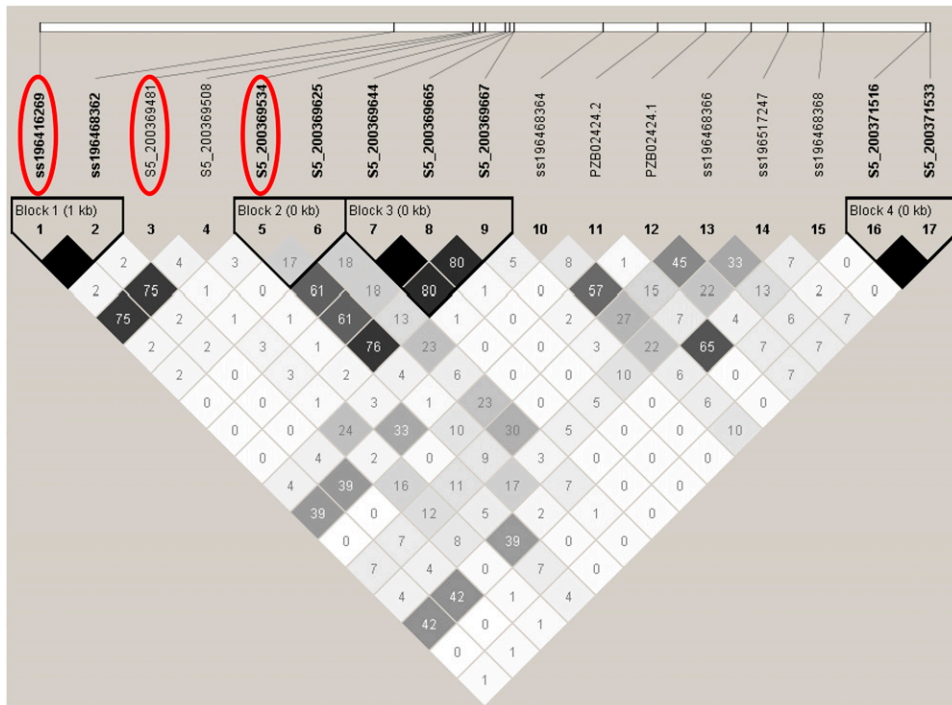 ss196416269
ss196468362
S5_200369481
S5_200369508
S5_200369534
S5_200369625
S5_200369644
S5_200369665
S5_200369667
ss196468364
PZB02424.2
PZB02424.1
ss196468366
ss196517247
ss196468368
S5_200371516
S5_200371533
Block 1 (1 kb) Block 2 (0 kb) Block 3 (0 kb) Block 4 (0 kb)
1 2 3 4 5 6 7 8 9 10 11 12 13 14 15 16 17
2 4 3 17 18 80 5 8 1 45 33 7 0
2 75 1 0 61 18 80 1 0 57 15 22 13 2 0
75 2 1 1 61 13 1 0 2 27 7 4 6 7
2 2 3 1 76 23 0 0 3 22 65 7 7
2 0 3 2 4 6 0 0 10 6 0 7
0 0 1 3 1 23 0 5 0 6 0
0 0 24 33 10 30 5 0 0 10
0 4 2 0 9 3 0 0 0
4 39 16 11 17 7 0 0
39 0 12 5 2 1 0
0 7 8 39 0 0
7 4 0 7 0
4 42 1 4
42 0 1
0 1
1